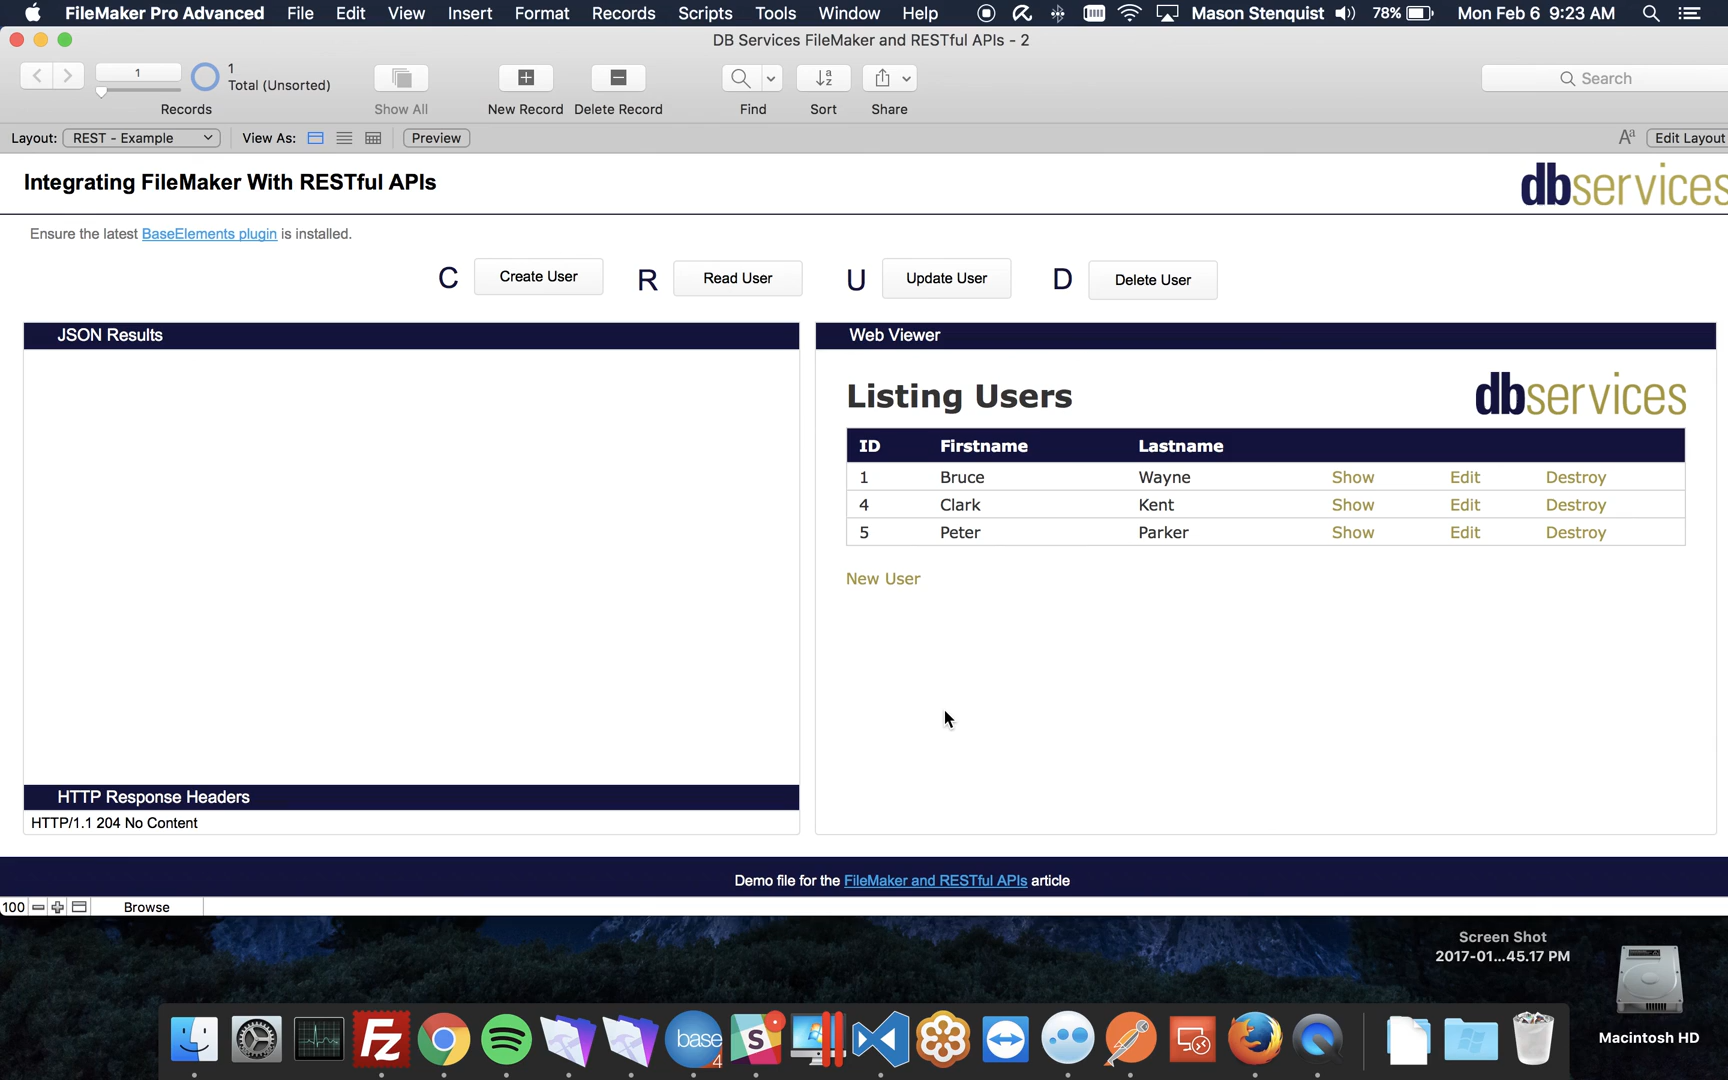 FileMaker Pro Advanced File Edit View Insert Format Records Scripts Tools Window Help Mason Stenquist 78% Mon Feb 6 9:23 AM
DB Services FileMaker and RESTful APIs - 2
1 1
Total (Unsorted) Search
Records Show All New Record Delete Record Find Sort Share
Layout: REST - Example View As: Preview Aa Edit Layout
Integrating FileMaker With RESTful APIs dbservices
Ensure the latest BaseElements plugin is installed.
C Create User R Read User U Update User D Delete User
JSON Results
HTTP Response Headers
HTTP/1.1 204 No Content
Web Viewer
Listing Users dbservices
ID Firstname Lastname
1 Bruce Wayne Show Edit Destroy
4 Clark Kent Show Edit Destroy
5 Peter Parker Show Edit Destroy
New User
Demo file for the FileMaker and RESTful APIs article
100 Browse
Screen Shot
2017-01...45.17 PM
Macintosh HD
Fz
base
4
S